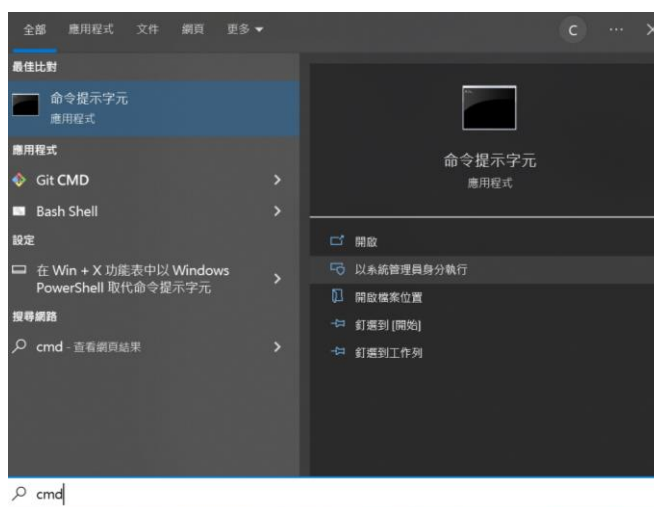 全部 應用程式 文件 網頁 更多
C
最佳比對
命令提示字元
應用程式
應用程式
Git CMD
Bash Shell
設定
在 Win + X 功能表中以 Windows
PowerShell 取代命令提示字元
搜尋網路
cmd - 查看網頁結果
命令提示字元
應用程式
開啟
以系統管理員身分執行
開啟檔案位置
釘選到 [開始]
釘選到工作列
cmd